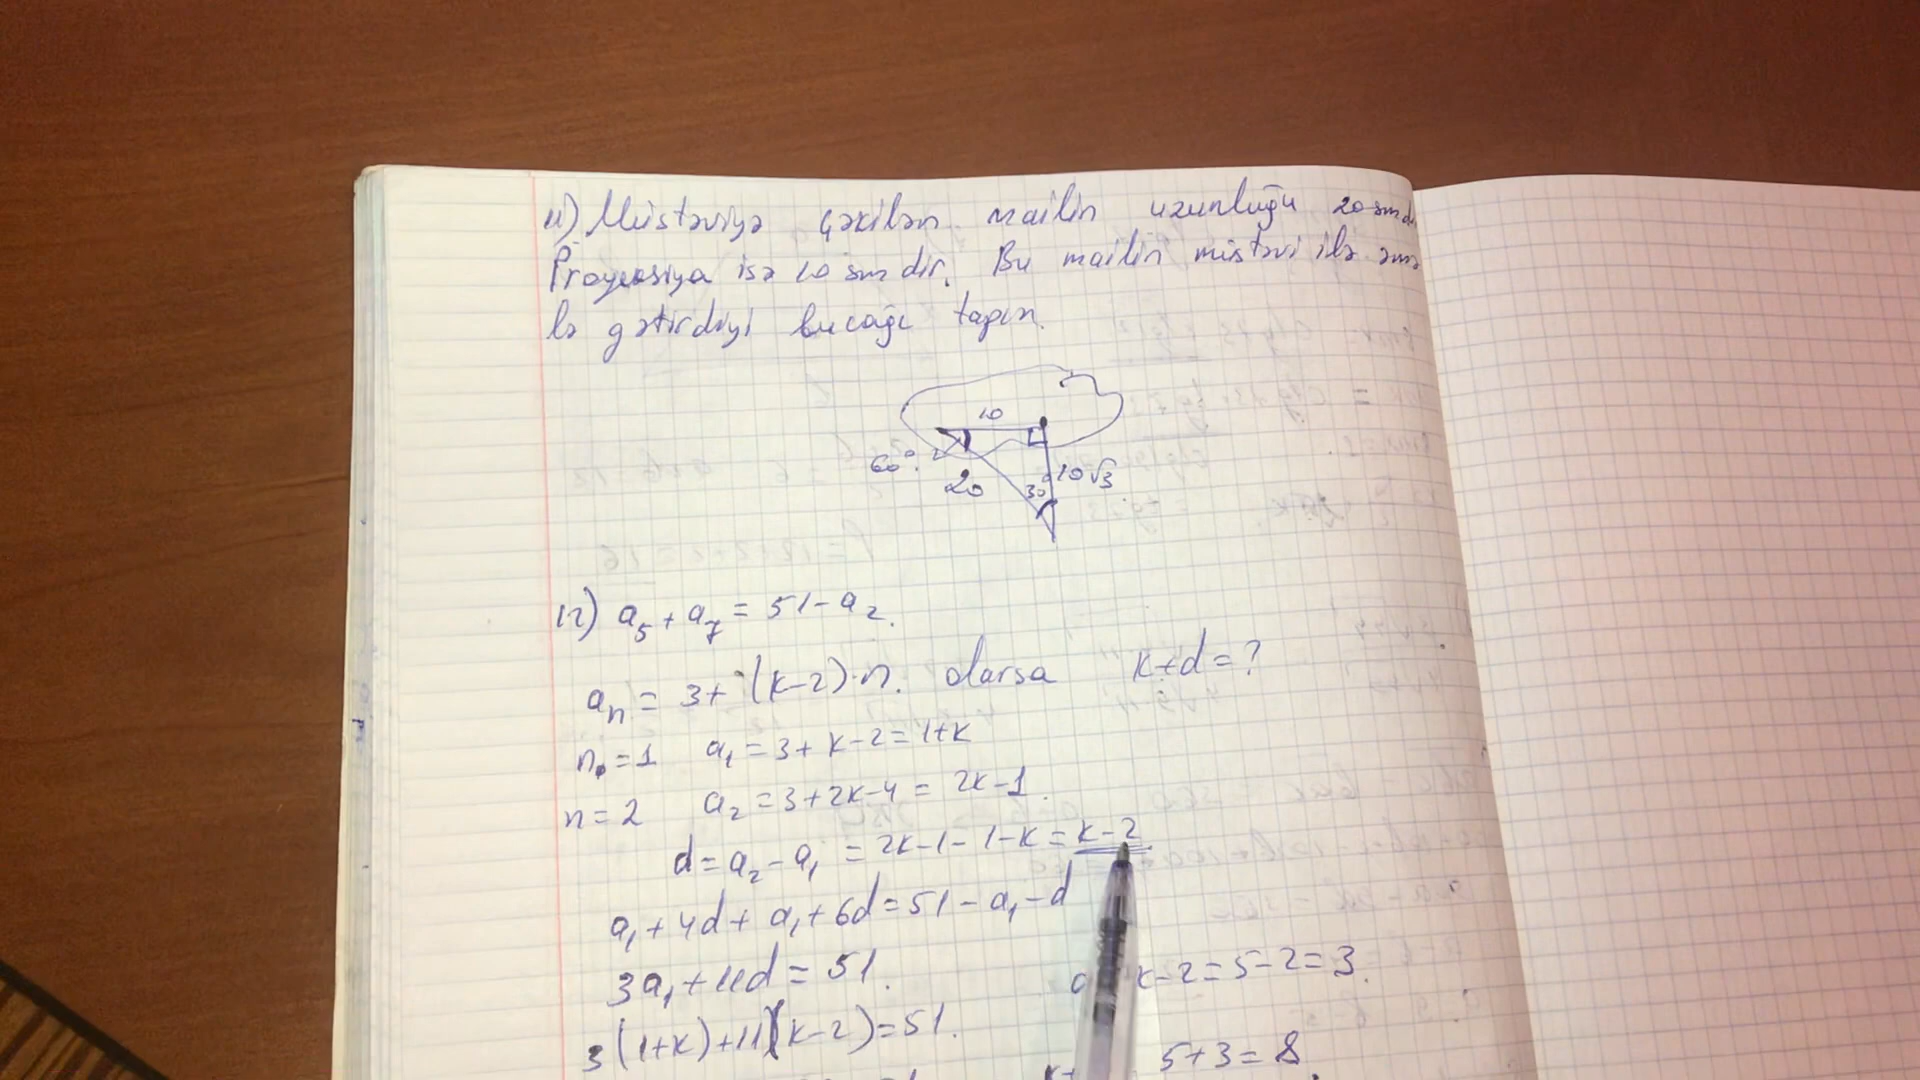 11) Müstəviyə çəkilən mailin uzunluğu 20 sm
Proyeksiya isə 10 sm dir. Bu mailin müstəvi ilə əmə
lə gətirdiyi bucağı tapın.
10
60°
20
30°
10√3
12) a₅ + a₇ = 51 - a₂.
aₙ = 3 + (k-2)·n. olarsa k+d=?
n=1 a₁ = 3 + k-2 = 1+k
n=2 a₂ = 3+2k-4 = 2k-1.
d = a₂ - a₁ = 2k-1-1-k = k-2
a₁ + 4d + a₁ + 6d = 51 - a₁ - d
3a₁ + 11d = 51.
k-2 = 5-2 = 3.
3(1+k)+11(k-2) = 51.
5+3 = 8.